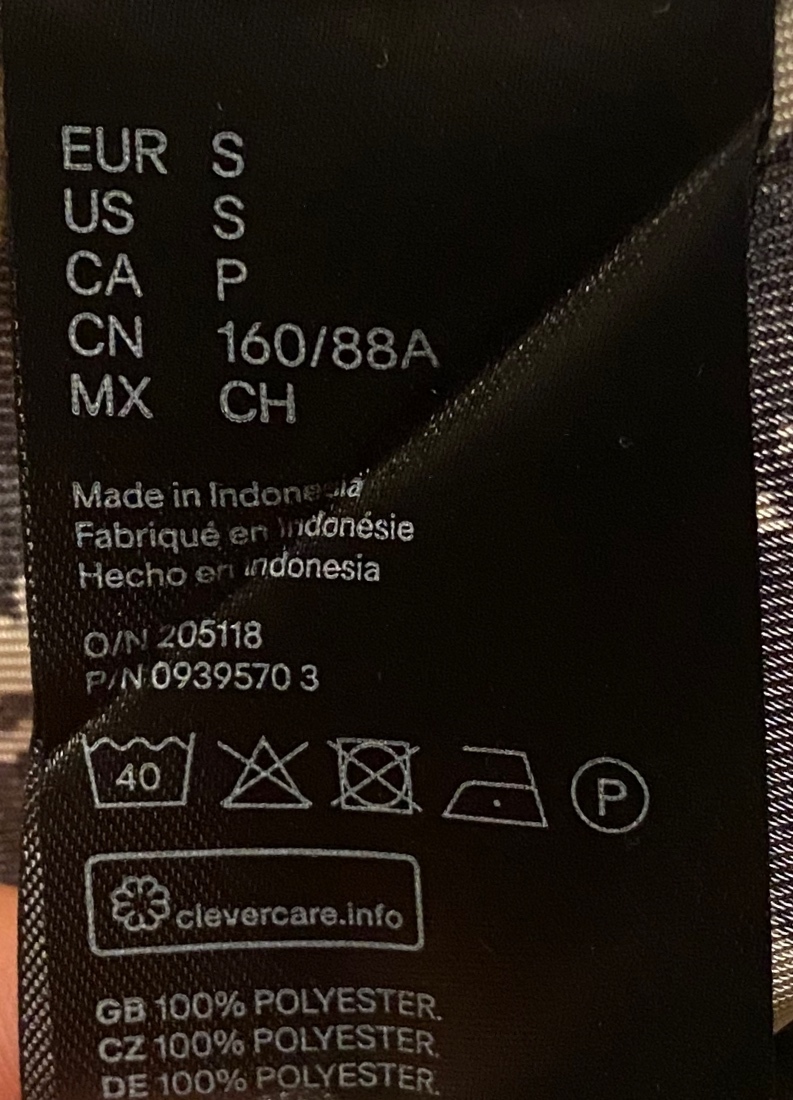 EUR S
US S
CA P
CN 160/88A
MX CH
Made in Indonesia
Fabriqué en Indonésie
Hecho en Indonesia
O/N 205118
P/N 0939570 3
40 P
clevercare.info
GB 100% POLYESTER.
CZ 100% POLYESTER.
DE 100% POLYESTER.